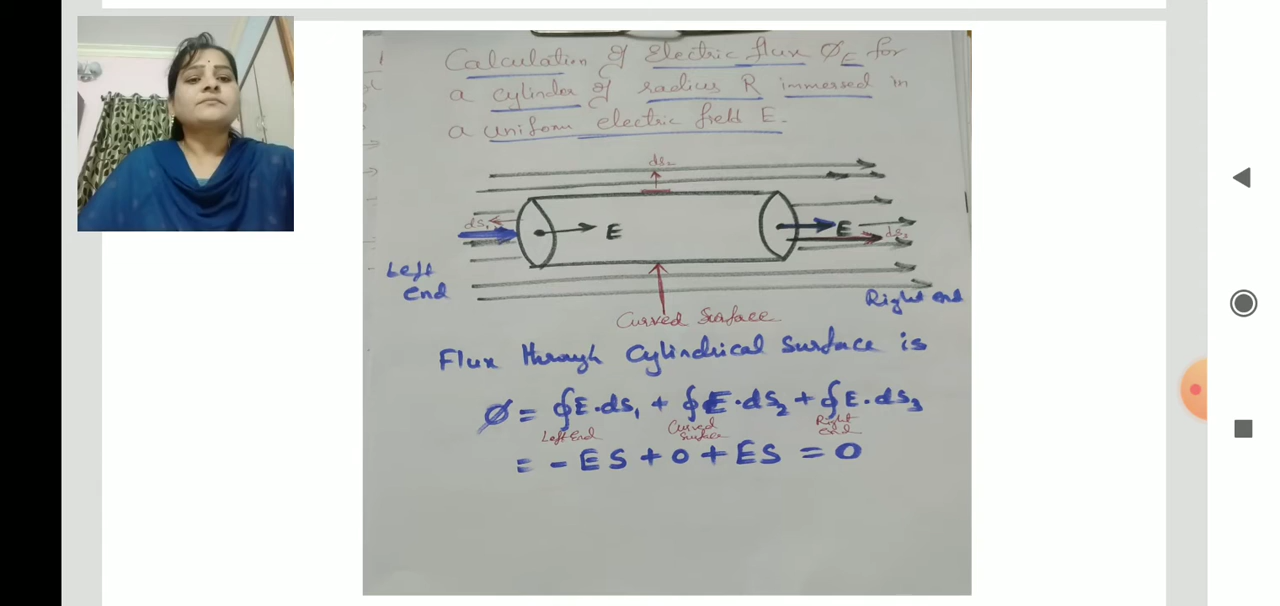 Calculation of Electric flux ØE for
a cylinder of radius R immersed in
a uniform electric field E.
ds₂
ds₁
E
E
ds₃
Left
end
Right end
Curved Surface
Flux through Cylindrical Surface is
Ø = ∮E.ds₁ + ∮E.ds₂ + ∮E.ds₃
Left End Curved Surface Right End
= - ES + 0 + ES = 0